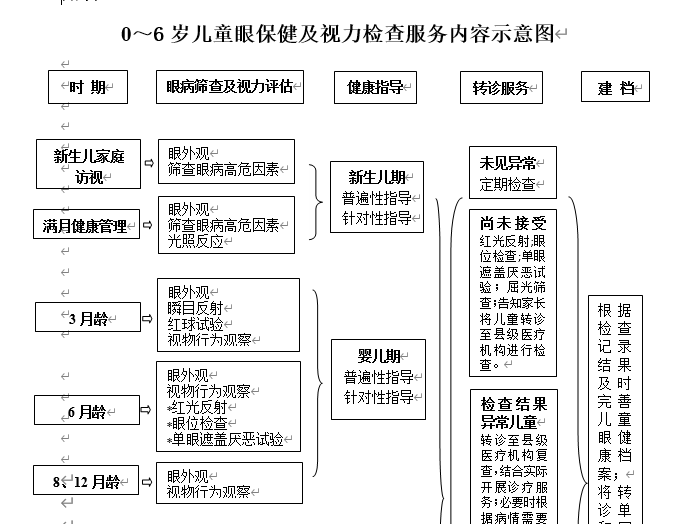 0～6 岁儿童眼保健及视力检查服务内容示意图
时 期
眼病筛查及视力评估
健康指导
转诊服务
建 档
新生儿家庭
访视
眼外观
筛查眼病高危因素
满月健康管理
眼外观
筛查眼病高危因素
光照反应
新生儿期
普遍性指导
针对性指导
3 月龄
眼外观
瞬目反射
红球试验
视物行为观察
6 月龄
眼外观
视物行为观察
*红光反射
*眼位检查
*单眼遮盖厌恶试验
8、12 月龄
眼外观
视物行为观察
婴儿期
普遍性指导
针对性指导
未见异常
定期检查
尚未接受
红光反射;眼
位检查;单眼
遮盖厌恶试
验；屈光筛
查;告知家长
将儿童转诊
至县级医疗
机构进行检
查。
检查结果
异常儿童
转诊至县级
医疗机构复
查,结合实际
开展诊疗服
务;必要时根
据病情需要
根 据
检 查
记 录
结 果
及 时
完 善
儿 童
眼 健
康 档
案；
将 转
诊 单